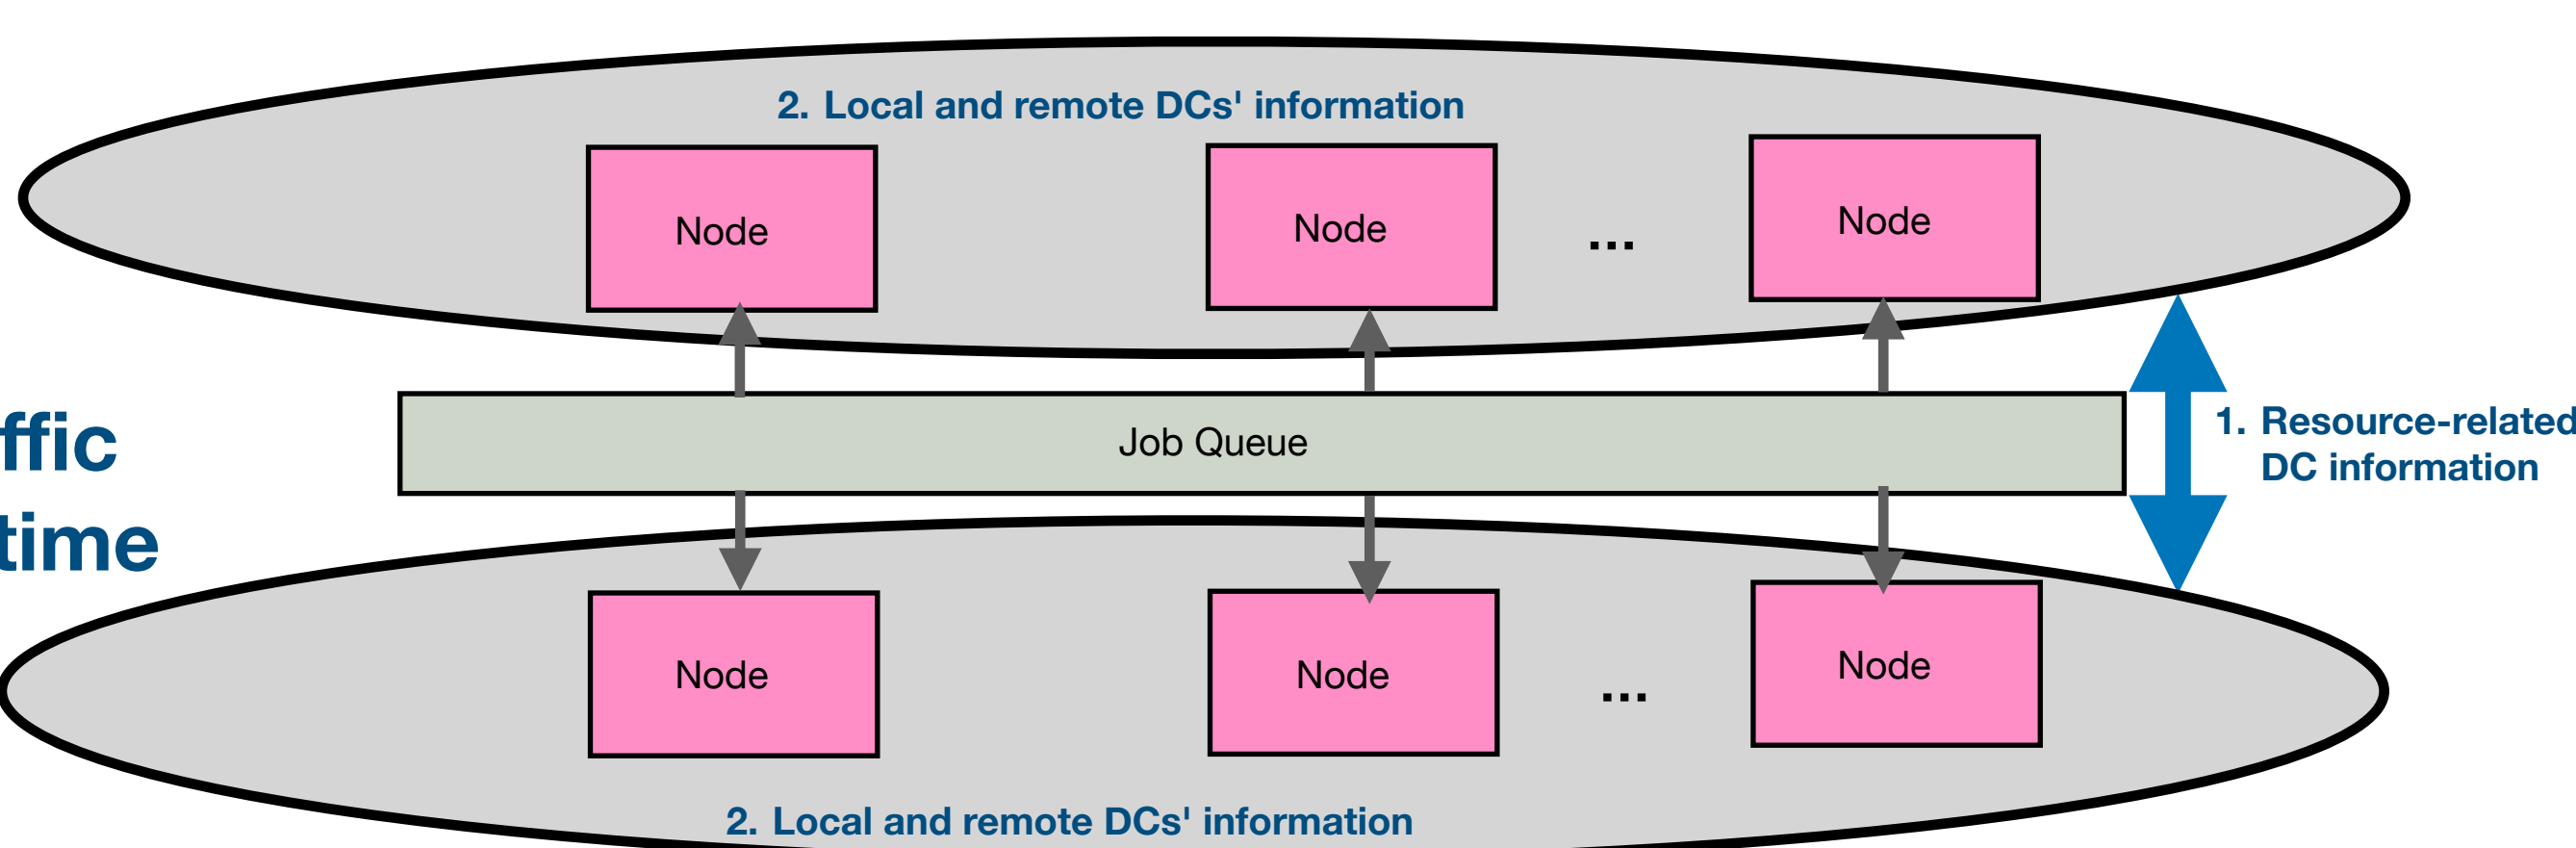 2. Local and remote DCs' information
Node
Node
...
Node
Job Queue
1. Resource-related
DC information
time
Node
Node
...
Node
2. Local and remote DCs' information